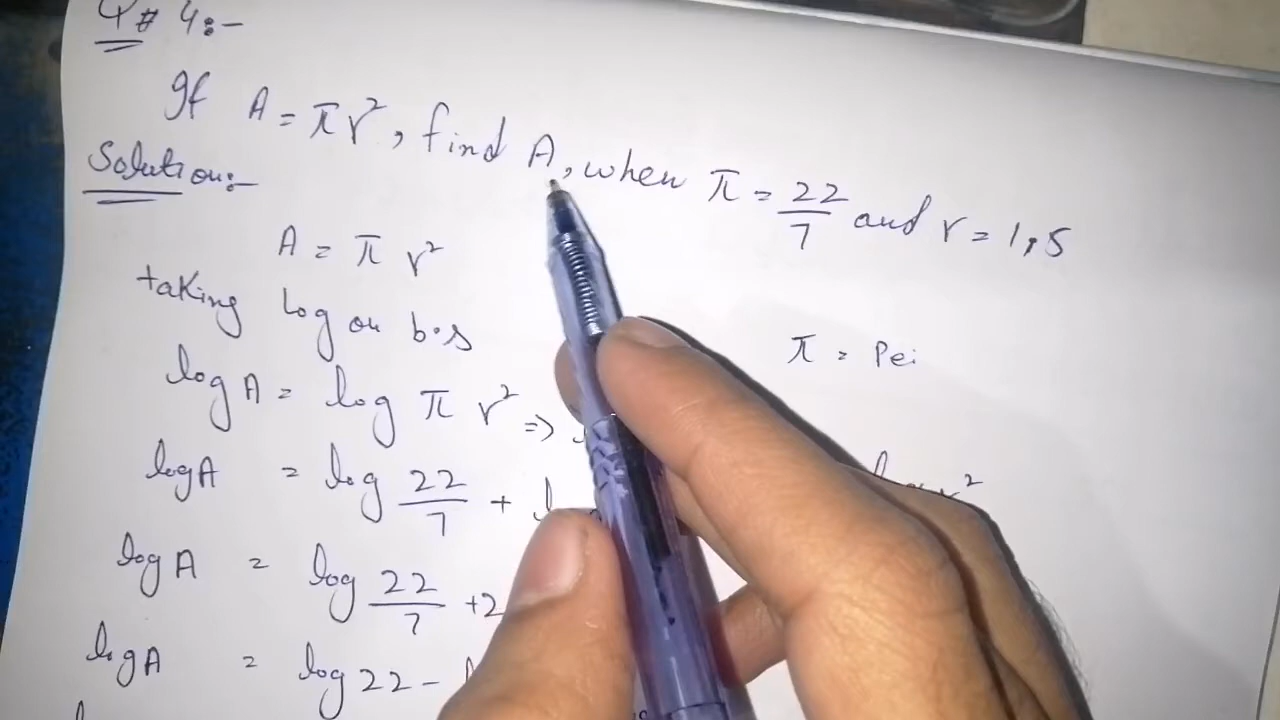 Q# 4:-
If A = πr², find A, when π = 22/7 and r = 1,5
Solution:-
A = π r²
taking log on b.s
π = Pei
log A = log π r² =>
log A = log 22/7 +
r²
log A = log 22/7 +2
log A = log 22 -